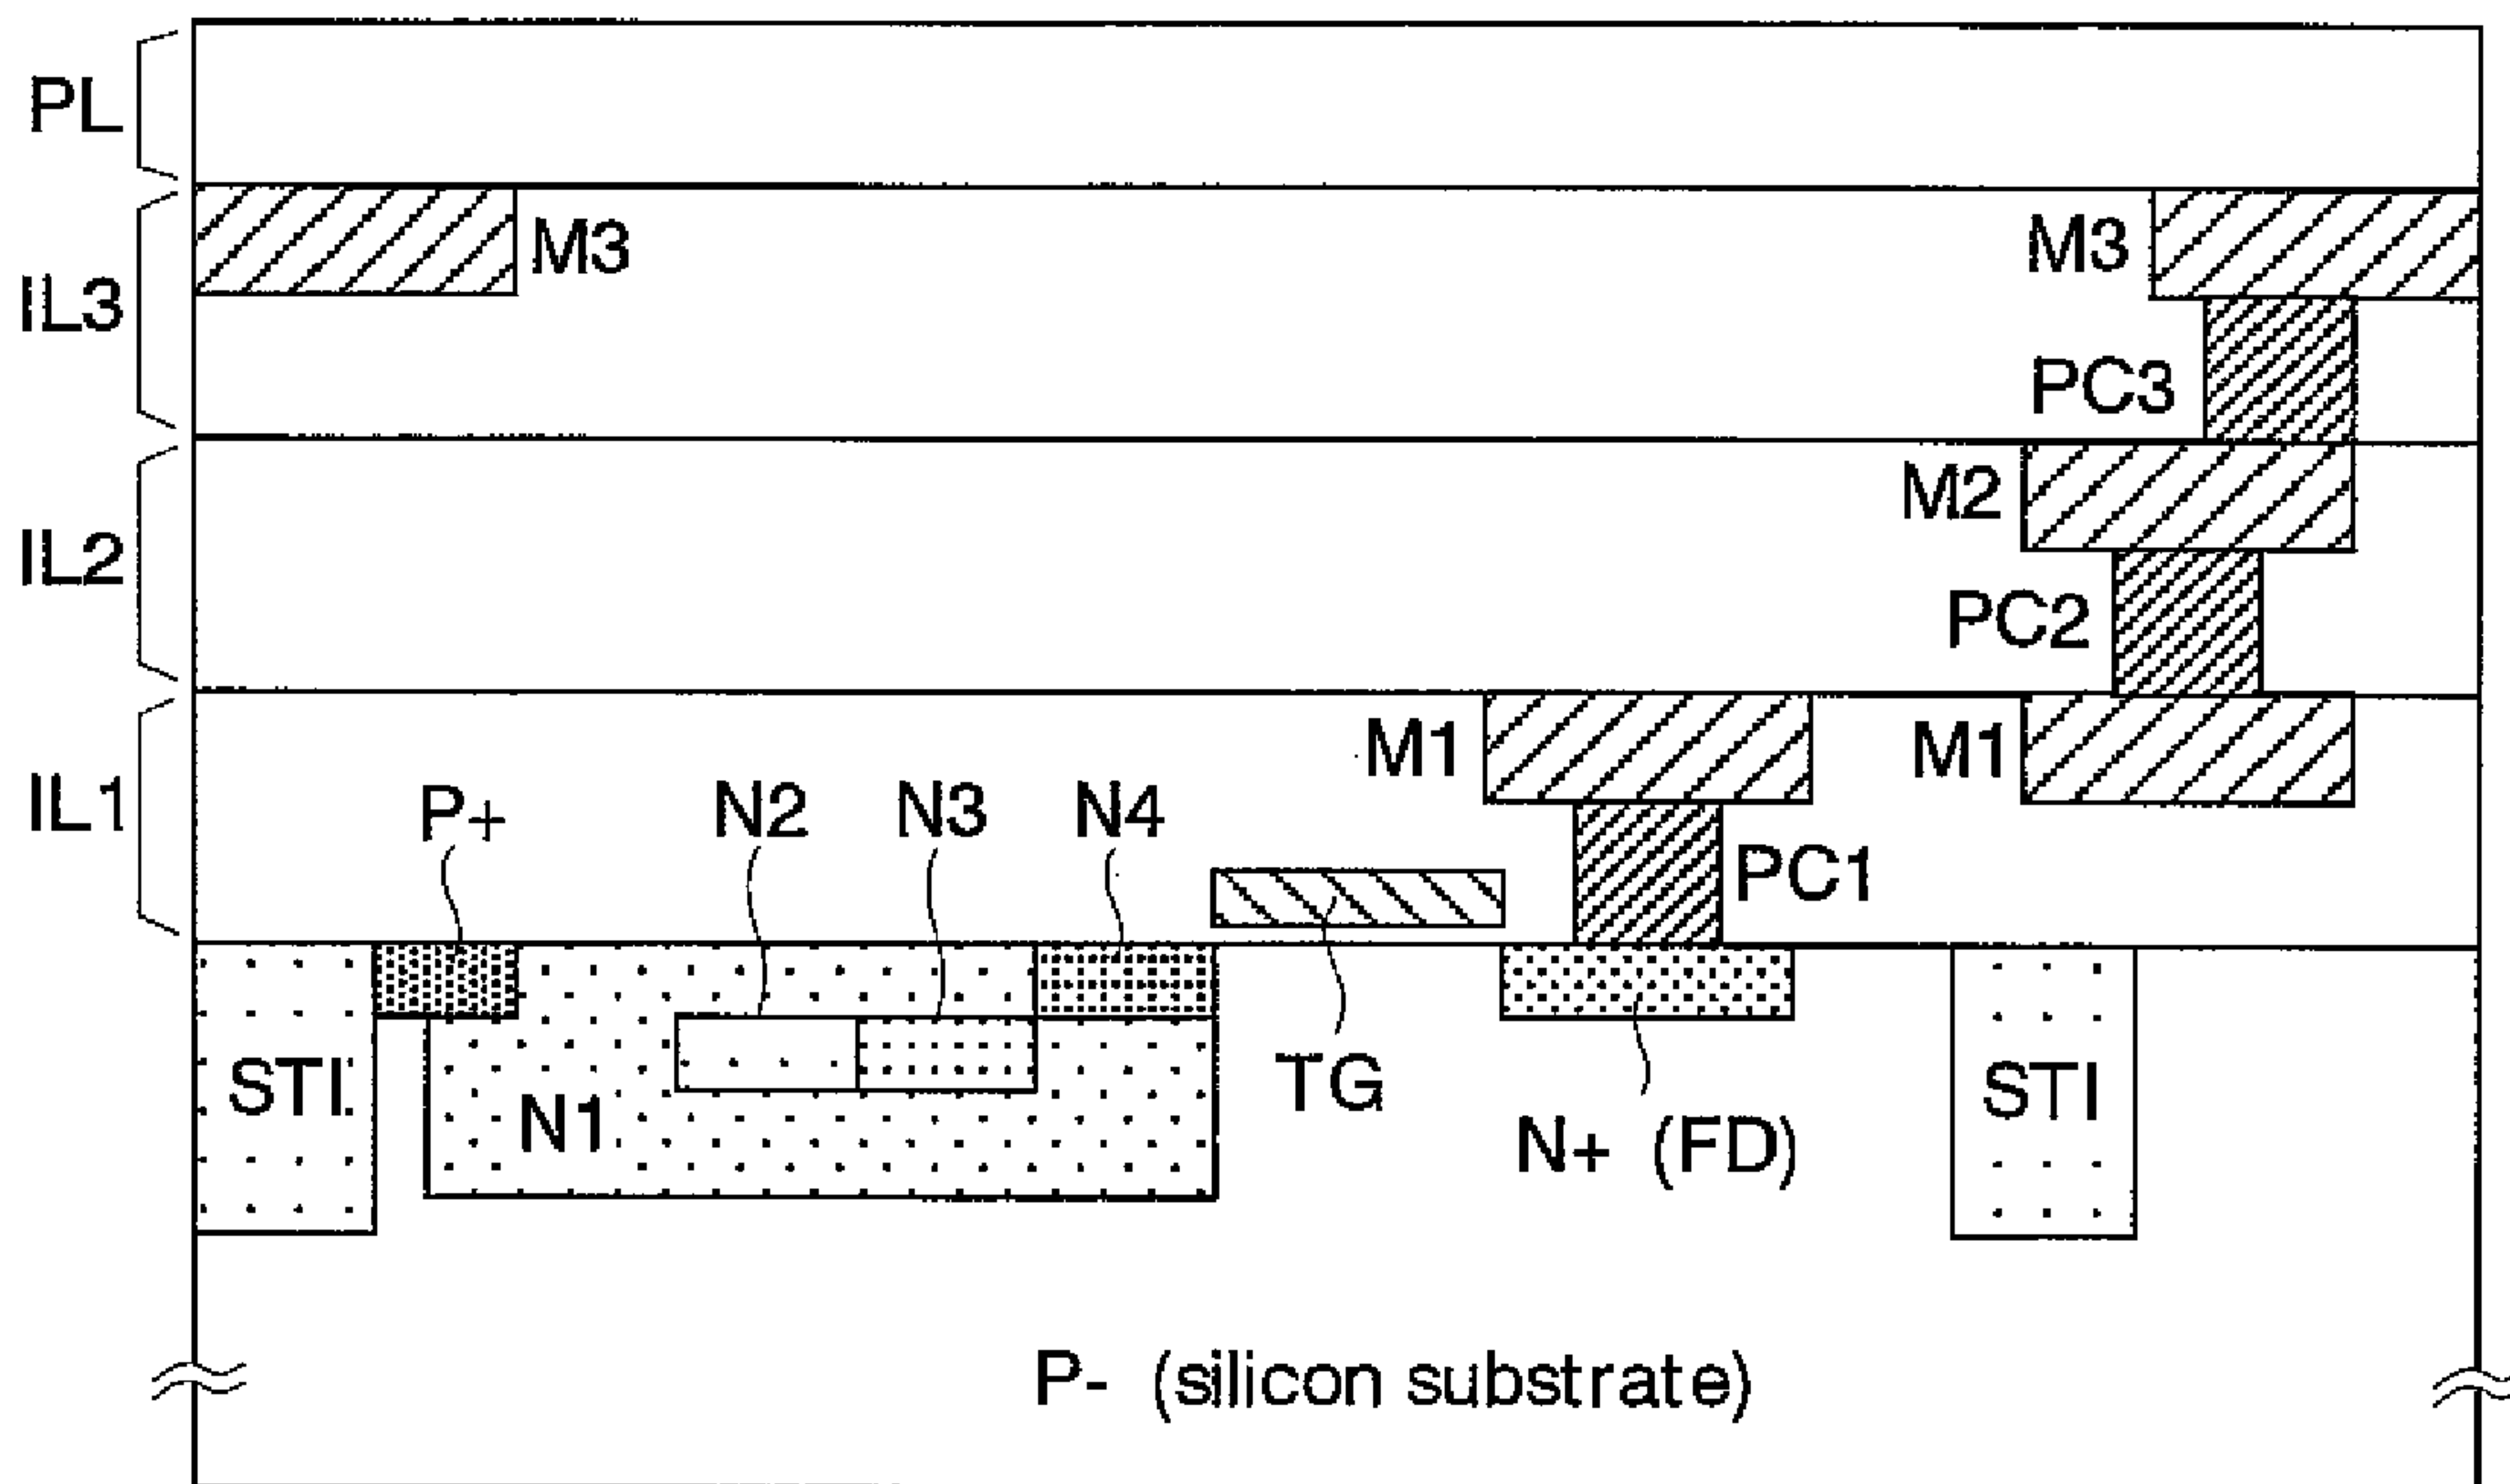 PL
M3
M3
IL3
PC3
M2
IL2
PC2
M1
M1
IL1
P+
N2
N3
N4
PC1
STI
N1
TG
N+ (FD)
STI
P- (silicon substrate)